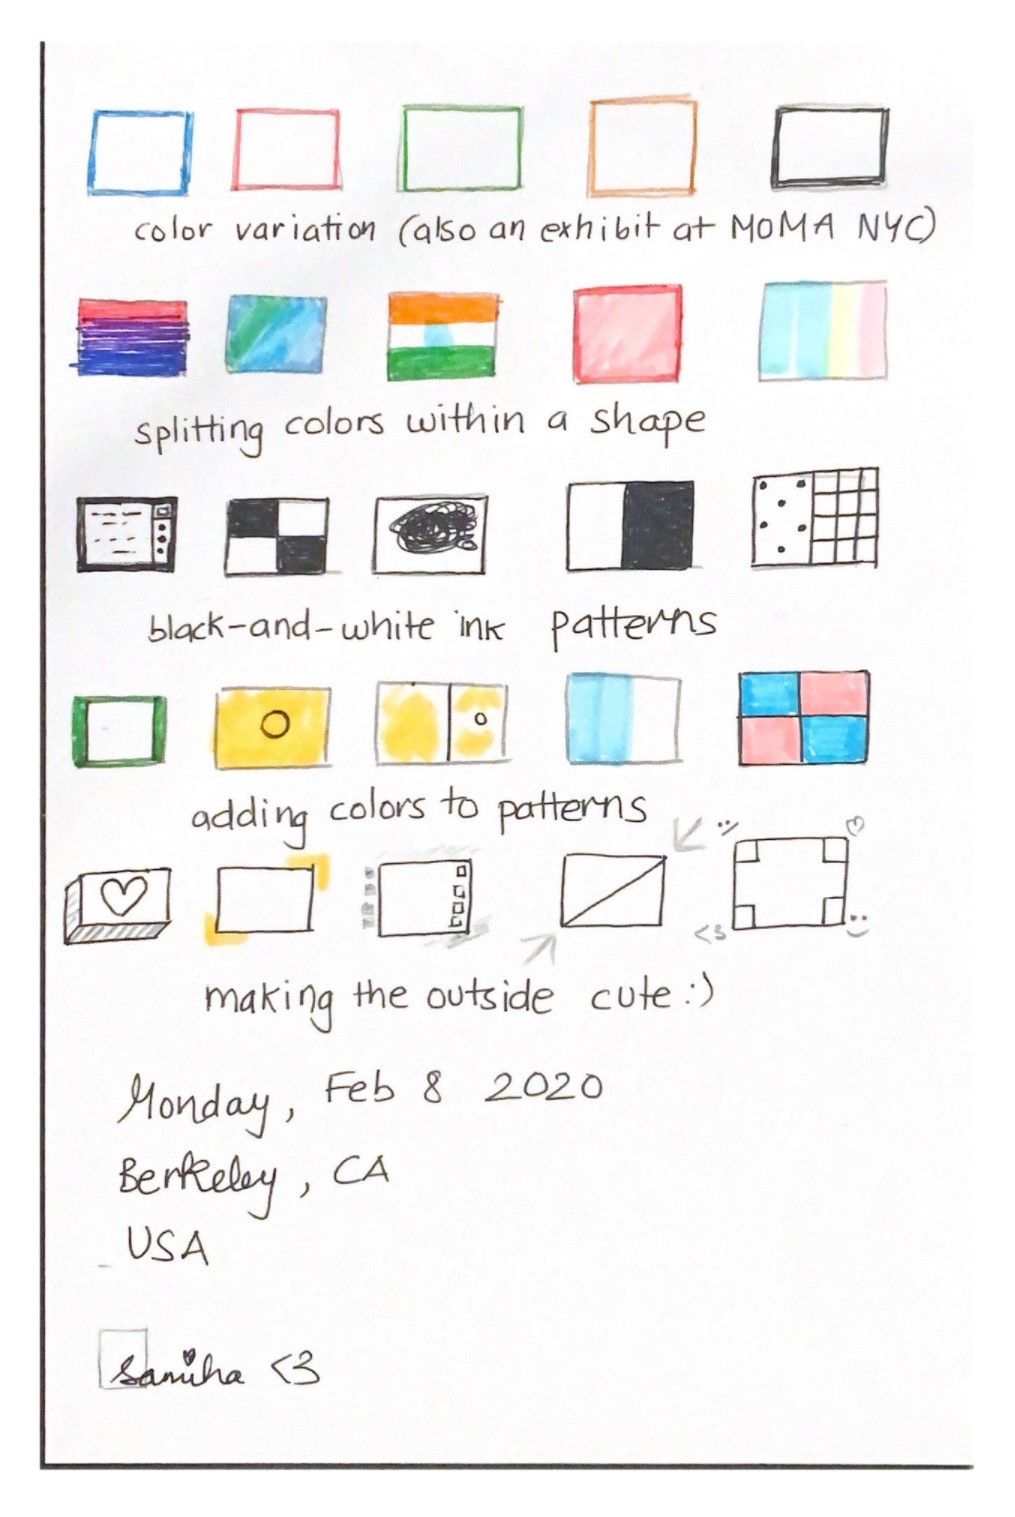 color variation (also an exhibit at MOMA NYC)
splitting colors within a shape
black-and-white ink patterns
adding colors to patterns
:)
<3
:)
making the outside cute :)
Monday, Feb 8 2020
Berkeley, CA
USA
Samiha <3